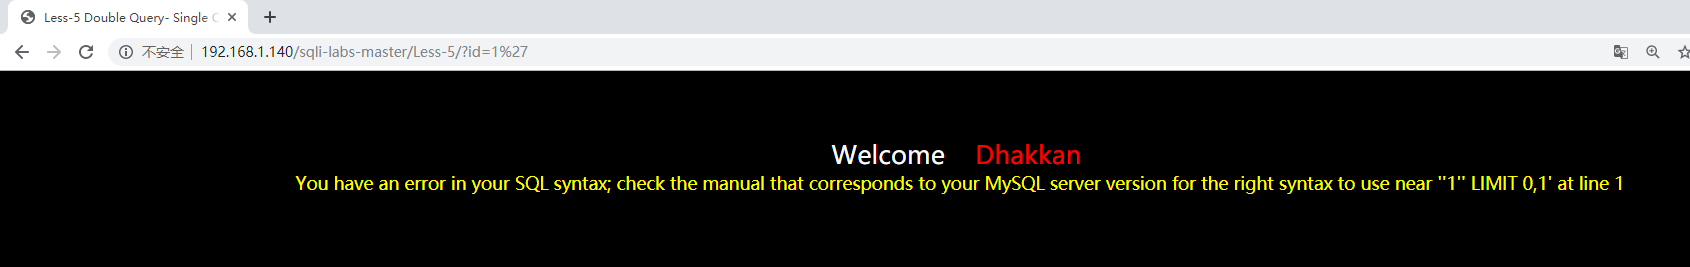 Less-5 Double Query- Single
不安全 192.168.1.140/sqli-labs-master/Less-5/?id=1%27
Welcome Dhakkan
You have an error in your SQL syntax; check the manual that corresponds to your MySQL server version for the right syntax to use near ''1'' LIMIT 0,1' at line 1